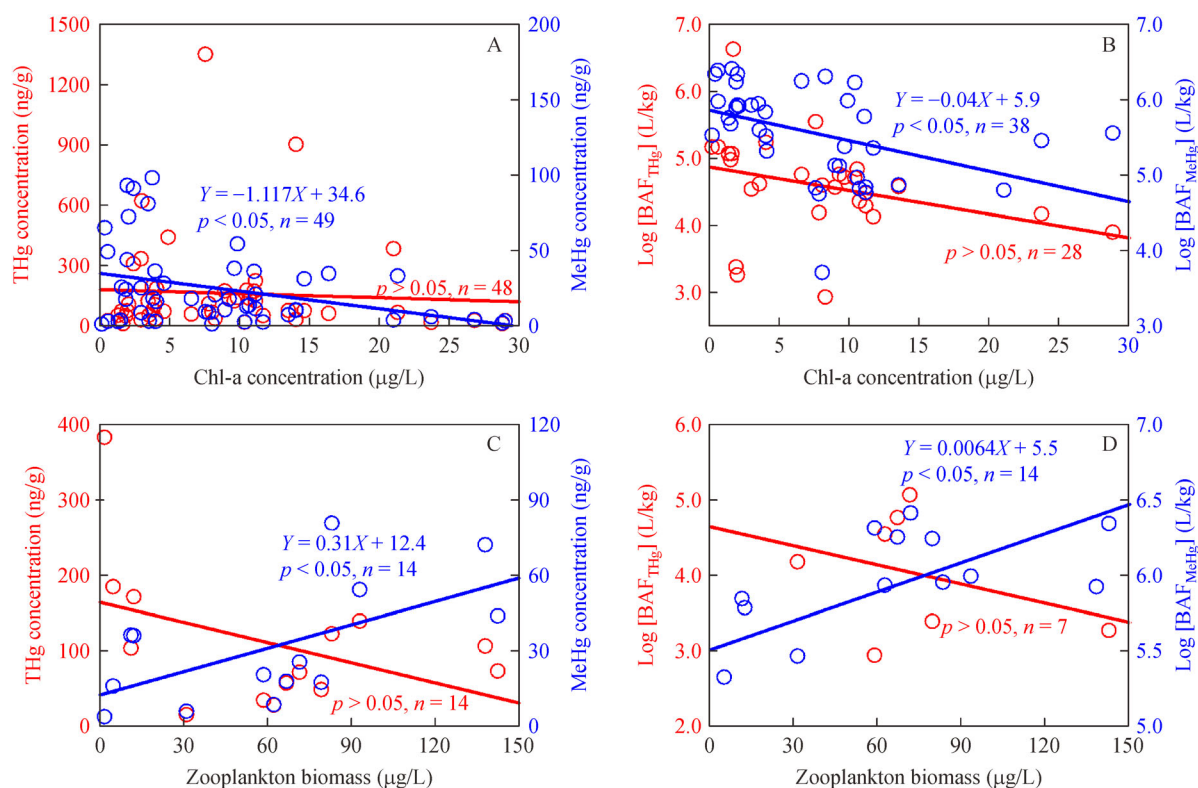 A
THg concentration (ng/g)
1500
1200
900
600
300
0
Y = −1.117X + 34.6
p < 0.05, n = 49
p > 0.05, n = 48
200
150
100
50
0
MeHg concentration (ng/g)
0 5 10 15 20 25 30
Chl-a concentration (μg/L)
B
Log [BAF_THg] (L/kg)
7.0
6.0
5.0
4.0
3.0
Y = −0.04X + 5.9
p < 0.05, n = 38
p > 0.05, n = 28
7.0
6.0
5.0
4.0
3.0
Log [BAF_MeHg] (L/kg)
0 5 10 15 20 25 30
Chl-a concentration (μg/L)
C
THg concentration (ng/g)
400
300
200
100
0
Y = 0.31X + 12.4
p < 0.05, n = 14
p > 0.05, n = 14
120
90
60
30
0
MeHg concentration (ng/g)
0 30 60 90 120 150
Zooplankton biomass (μg/L)
D
Log [BAF_THg] (L/kg)
6.0
5.0
4.0
3.0
2.0
Y = 0.0064X + 5.5
p < 0.05, n = 14
p > 0.05, n = 7
7.0
6.5
6.0
5.5
5.0
Log [BAF_MeHg] (L/kg)
0 30 60 90 120 150
Zooplankton biomass (μg/L)